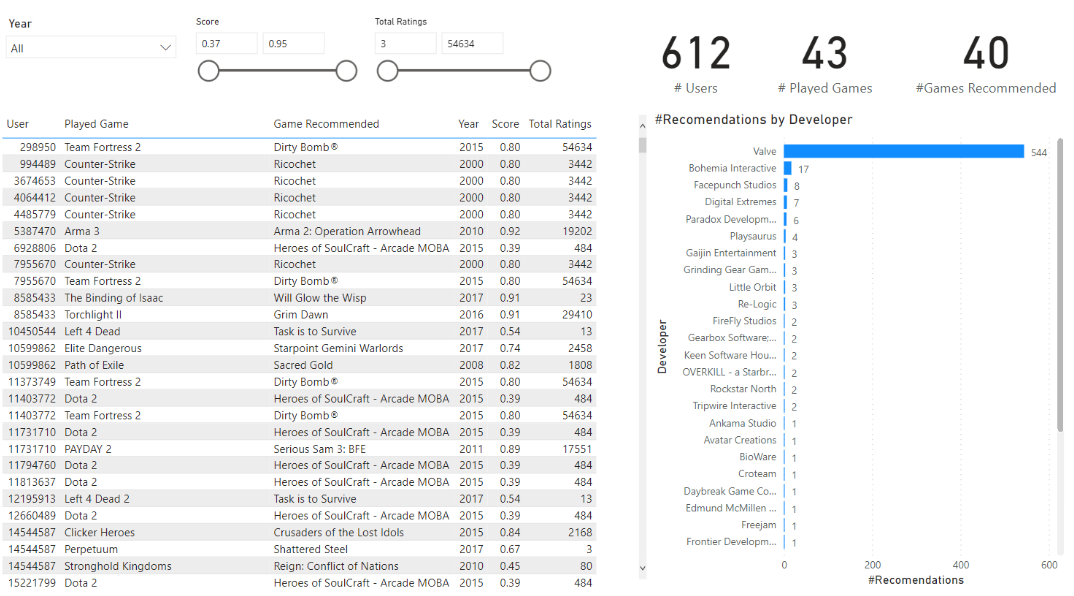 Year
All
Score
0.37 0.95
Total Ratings
3 54634
612
# Users
43
# Played Games
40
#Games Recommended
User Played Game Game Recommended Year Score Total Ratings
298950 Team Fortress 2 Dirty Bomb® 2015 0.80 54634
994489 Counter-Strike Ricochet 2000 0.80 3442
3674653 Counter-Strike Ricochet 2000 0.80 3442
4064412 Counter-Strike Ricochet 2000 0.80 3442
4485779 Counter-Strike Ricochet 2000 0.80 3442
5387470 Arma 3 Arma 2: Operation Arrowhead 2010 0.92 19202
6928806 Dota 2 Heroes of SoulCraft - Arcade MOBA 2015 0.39 484
7955670 Counter-Strike Ricochet 2000 0.80 3442
7955670 Team Fortress 2 Dirty Bomb® 2015 0.80 54634
8585433 The Binding of Isaac Will Glow the Wisp 2017 0.91 23
8585433 Torchlight II Grim Dawn 2016 0.91 29410
10450544 Left 4 Dead Task is to Survive 2017 0.54 13
10599862 Elite Dangerous Starpoint Gemini Warlords 2017 0.74 2458
10599862 Path of Exile Sacred Gold 2008 0.82 1808
11373749 Team Fortress 2 Dirty Bomb® 2015 0.80 54634
11403772 Dota 2 Heroes of SoulCraft - Arcade MOBA 2015 0.39 484
11403772 Team Fortress 2 Dirty Bomb® 2015 0.80 54634
11731710 Dota 2 Heroes of SoulCraft - Arcade MOBA 2015 0.39 484
11731710 PAYDAY 2 Serious Sam 3: BFE 2011 0.89 17551
11794760 Dota 2 Heroes of SoulCraft - Arcade MOBA 2015 0.39 484
11813637 Dota 2 Heroes of SoulCraft - Arcade MOBA 2015 0.39 484
12195913 Left 4 Dead 2 Task is to Survive 2017 0.54 13
12660489 Dota 2 Heroes of SoulCraft - Arcade MOBA 2015 0.39 484
14544587 Clicker Heroes Crusaders of the Lost Idols 2015 0.84 2168
14544587 Perpetuum Shattered Steel 2017 0.67 3
14544587 Stronghold Kingdoms Reign: Conflict of Nations 2010 0.45 80
15221799 Dota 2 Heroes of SoulCraft - Arcade MOBA 2015 0.39 484
#Recomendations by Developer
Developer
Valve 544
Bohemia Interactive 17
Facepunch Studios 8
Digital Extremes 7
Paradox Developm... 6
Playsaurus 4
Gaijin Entertainment 3
Grinding Gear Gam... 3
Little Orbit 3
Re-Logic 3
FireFly Studios 2
Gearbox Software;... 2
Keen Software Hou... 2
OVERKILL - a Starbr... 2
Rockstar North 2
Tripwire Interactive 2
Ankama Studio 1
Avatar Creations 1
BioWare 1
Croteam 1
Daybreak Game Co... 1
Edmund McMillen ... 1
Freejam 1
Frontier Developm... 1
0 200 400 600
#Recomendations